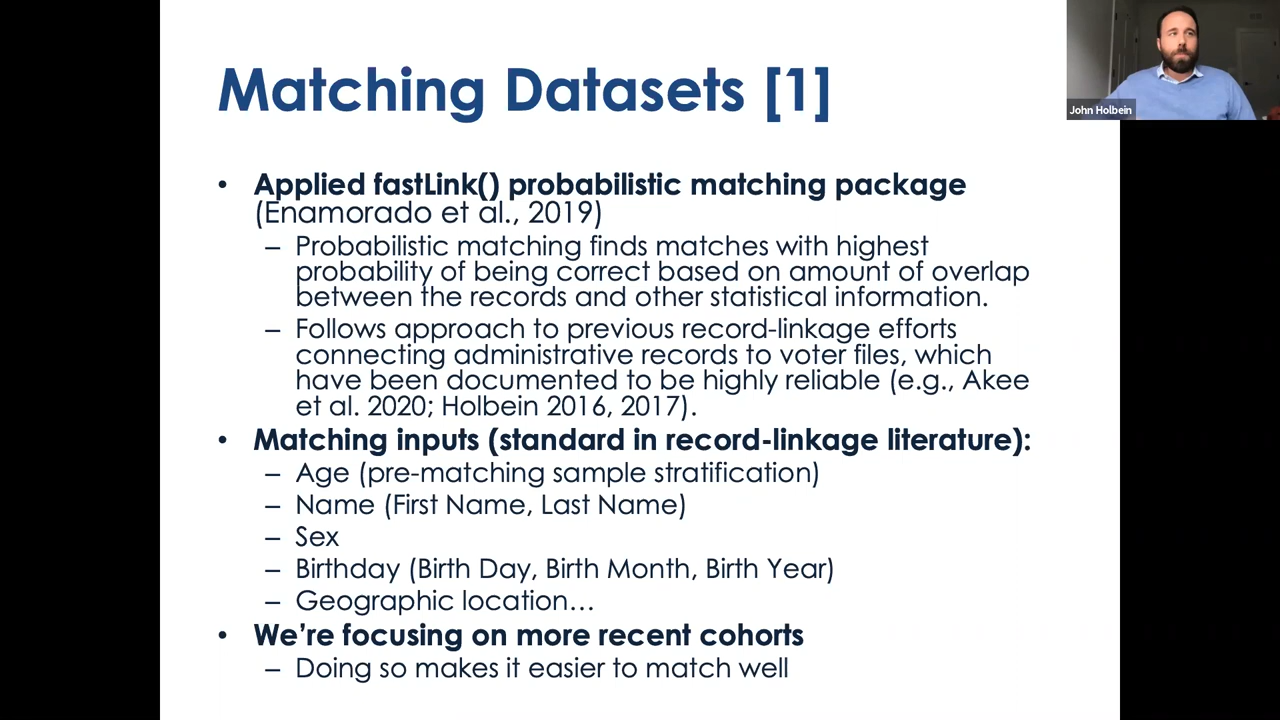 Matching Datasets [1]
John Holbein
• Applied fastLink() probabilistic matching package
(Enamorado et al., 2019)
– Probabilistic matching finds matches with highest
probability of being correct based on amount of overlap
between the records and other statistical information.
– Follows approach to previous record-linkage efforts
connecting administrative records to voter files, which
have been documented to be highly reliable (e.g., Akee
et al. 2020; Holbein 2016, 2017).
• Matching inputs (standard in record-linkage literature):
– Age (pre-matching sample stratification)
– Name (First Name, Last Name)
– Sex
– Birthday (Birth Day, Birth Month, Birth Year)
– Geographic location…
• We’re focusing on more recent cohorts
– Doing so makes it easier to match well